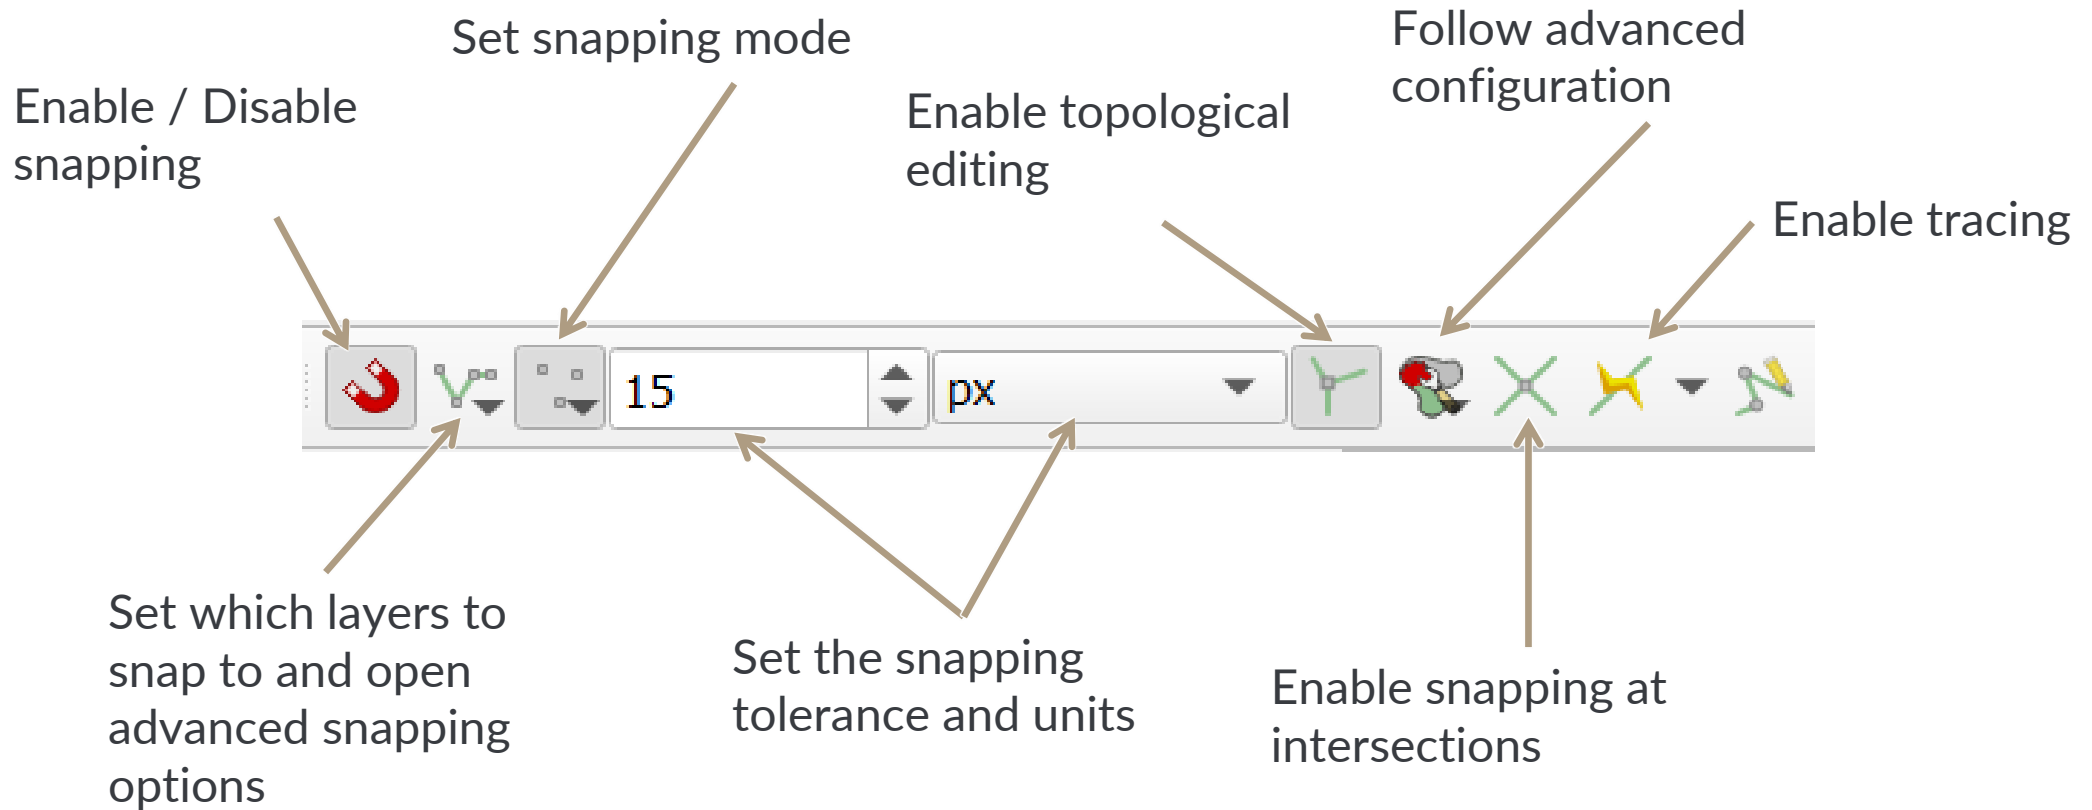 Set snapping mode
Follow advanced
configuration
Enable / Disable
snapping
Enable topological
editing
Enable tracing
15
px
Set which layers to
snap to and open
advanced snapping
options
Set the snapping
tolerance and units
Enable snapping at
intersections